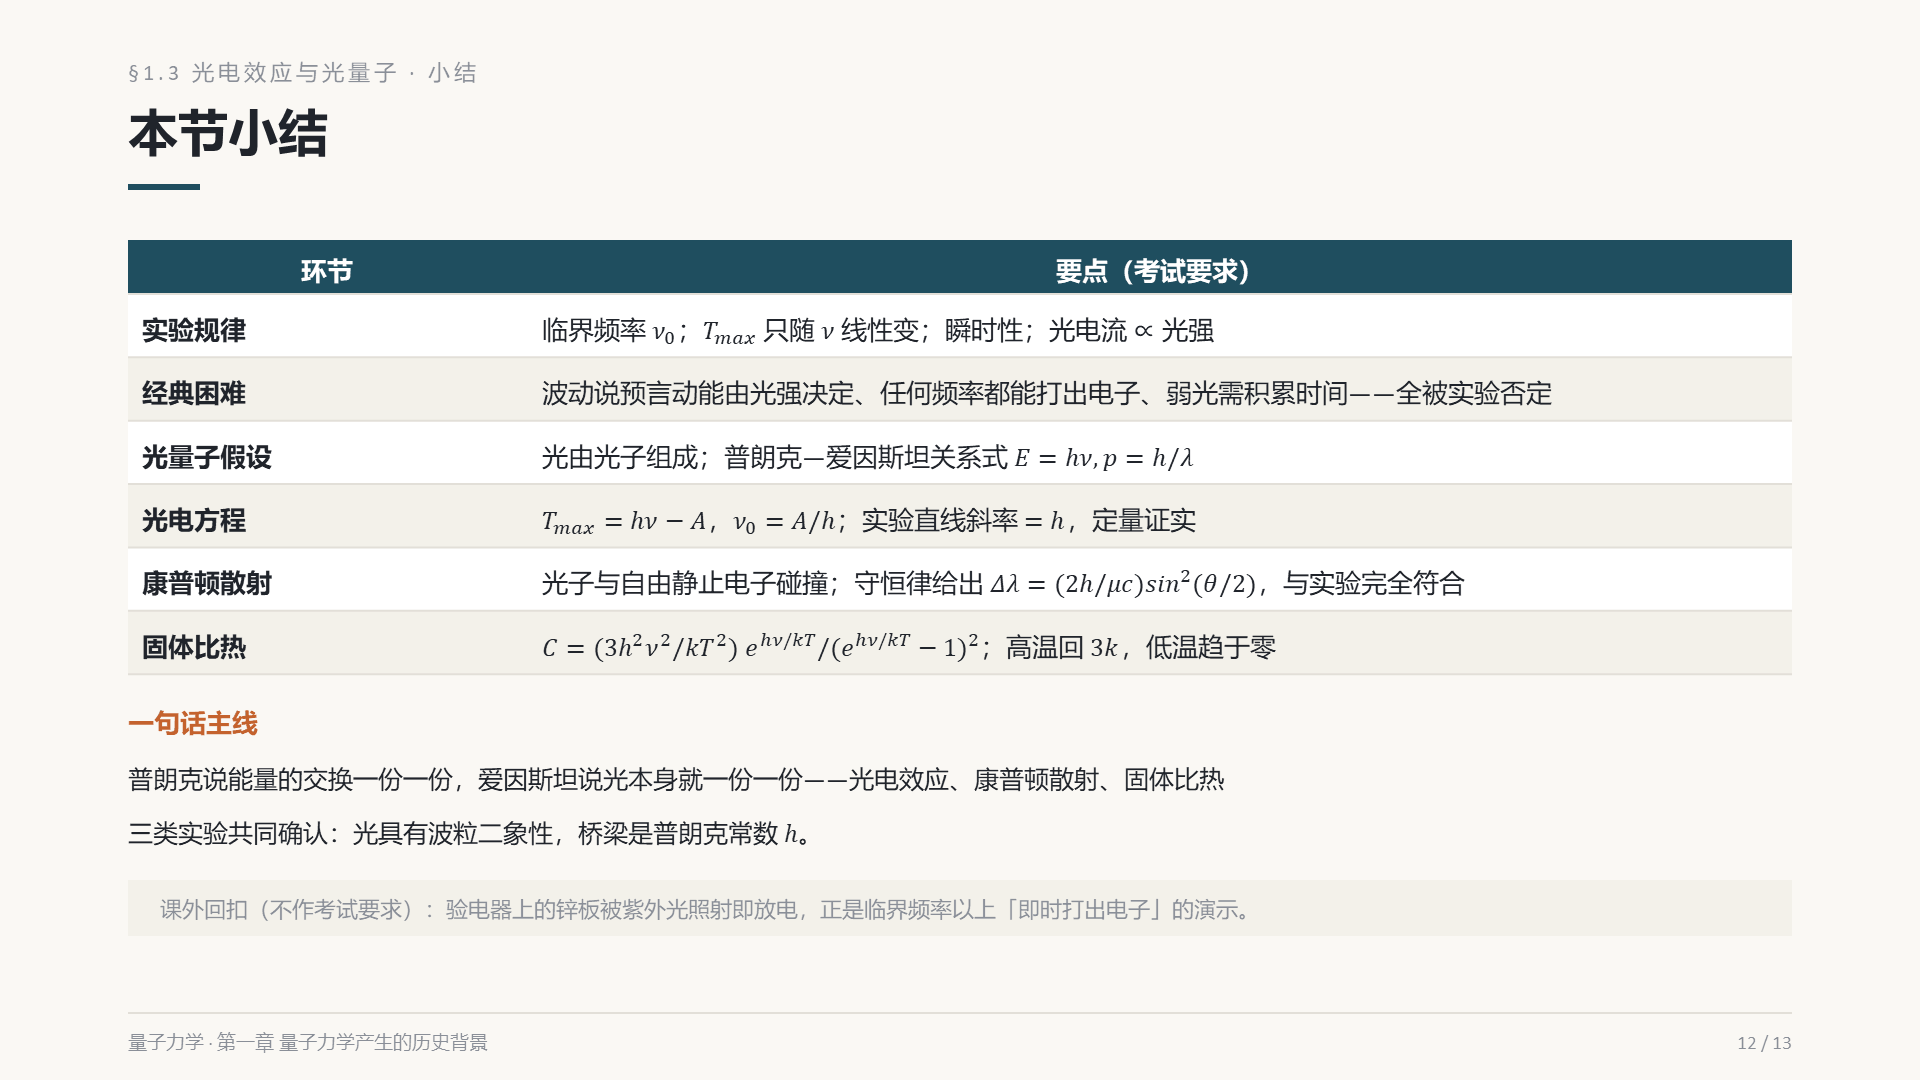 §1.3 光电效应与光量子 · 小结
本节小结
环节 要点（考试要求）
实验规律 临界频率 ν₀；T_max 只随 ν 线性变；瞬时性；光电流 ∝ 光强
经典困难 波动说预言动能由光强决定、任何频率都能打出电子、弱光需积累时间——全被实验否定
光量子假设 光由光子组成；普朗克—爱因斯坦关系式 E = hν, p = h/λ
光电方程 T_max = hν − A，ν₀ = A/h；实验直线斜率 = h，定量证实
康普顿散射 光子与自由静止电子碰撞；守恒律给出 Δλ = (2h/μc)sin²(θ/2)，与实验完全符合
固体比热 C = (3h²ν²/kT²) e^{hν/kT}/(e^{hν/kT} − 1)²；高温回 3k，低温趋于零
一句话主线
普朗克说能量的交换一份一份，爱因斯坦说光本身就一份一份——光电效应、康普顿散射、固体比热
三类实验共同确认：光具有波粒二象性，桥梁是普朗克常数 h。
课外回扣（不作考试要求）：验电器上的锌板被紫外光照射即放电，正是临界频率以上「即时打出电子」的演示。
量子力学 · 第一章 量子力学产生的历史背景
12 / 13